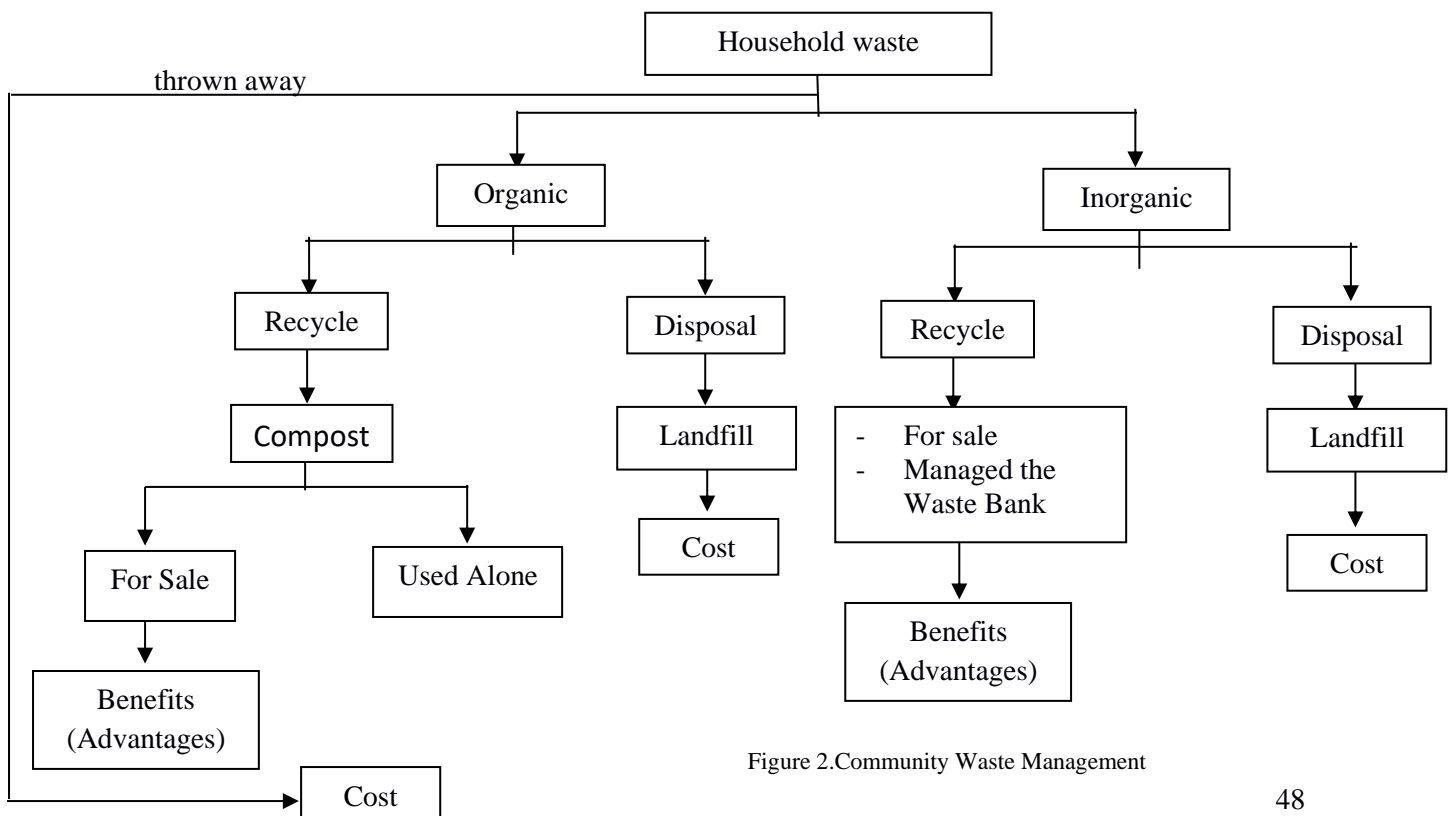 Household waste
thrown away
Organic
Inorganic
Recycle
Disposal
Recycle
Disposal
Compost
Landfill
- For sale
- Managed the
Waste Bank
Landfill
For Sale
Used Alone
Cost
Cost
Benefits
(Advantages)
Benefits
(Advantages)
Figure 2.Community Waste Management
Cost
48